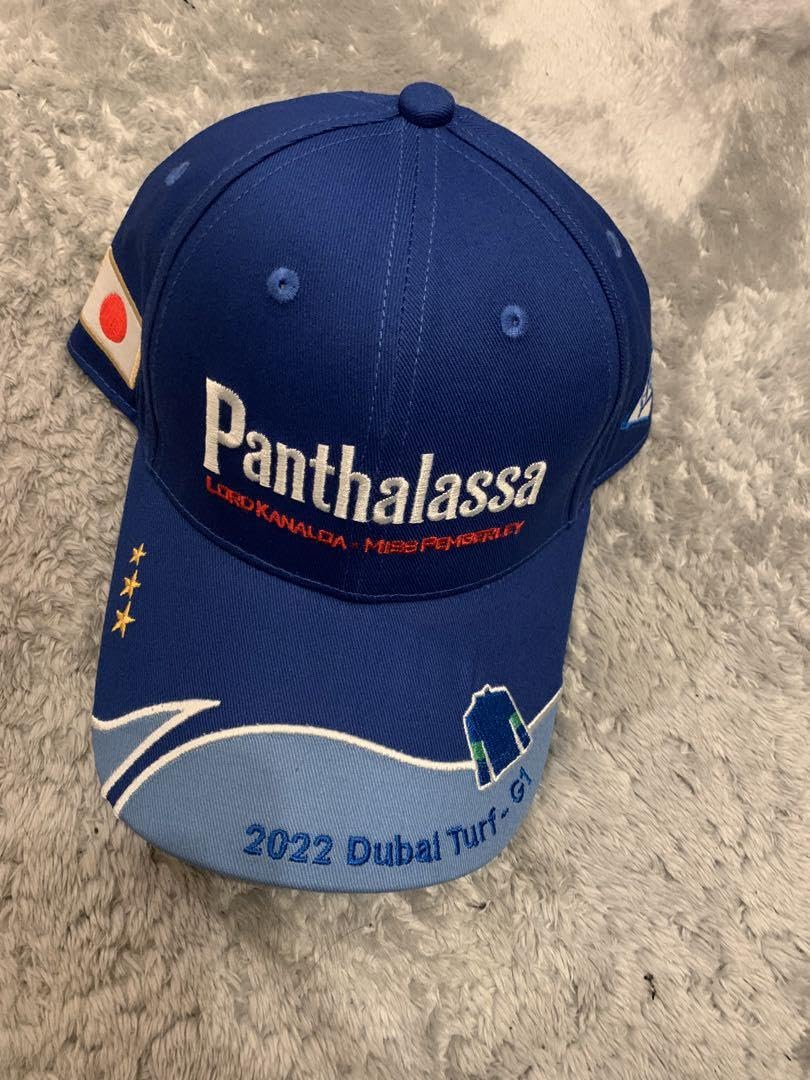 Panthalassa
LORD KANALOA - MISS PEMBERLEY
2022 Dubai Turf - G1